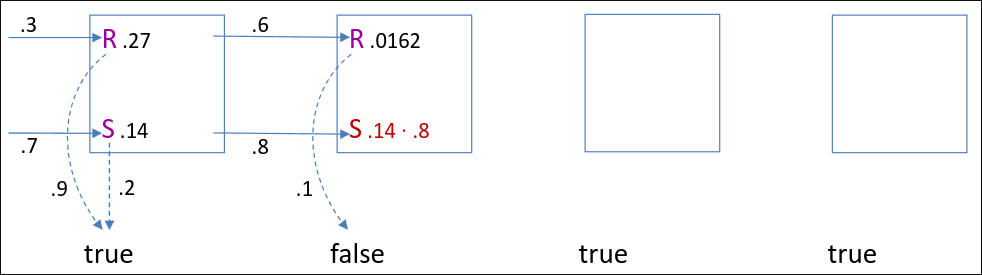 .3
R .27
.6
R .0162
S .14
.7
S .14 · .8
.8
.9
.2
.1
true
false
true
true